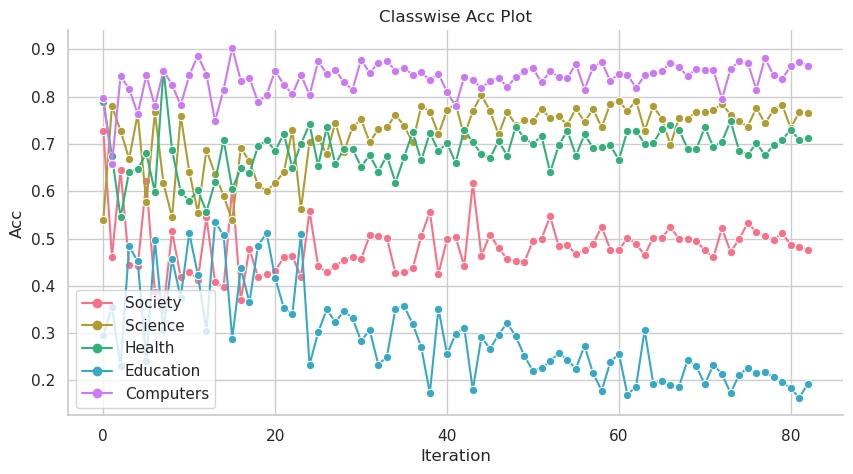 Classwise Acc Plot
Acc
0.9
0.8
0.7
0.6
0.5
0.4
0.3
0.2
Society
Science
Health
Education
Computers
0
20
40
60
80
Iteration